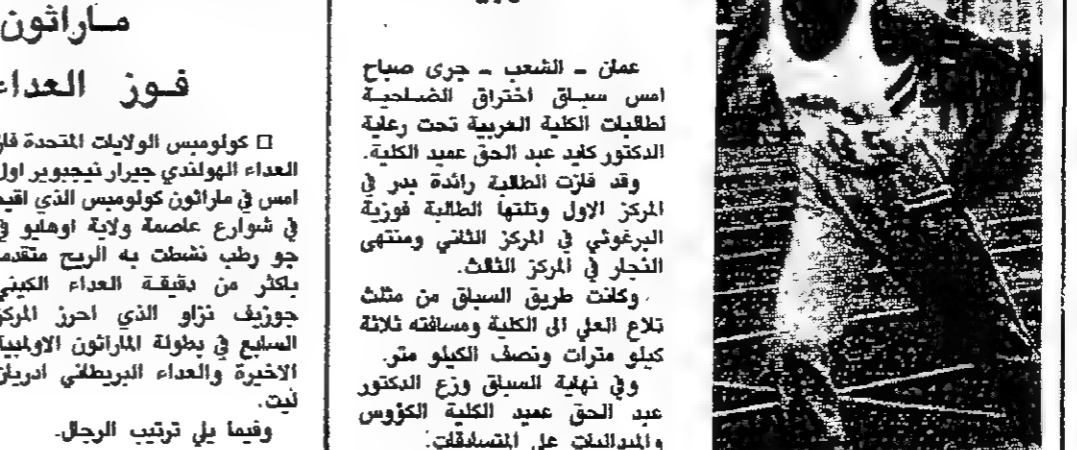 عمان ـ الشعب ـ جرى صباح
امس سباق اختراق الضاحية
لطالبات الكلية العربية تحت رعاية
الدكتور كايد عبد الحق عميد الكلية.
وقد فازت الطالبة رائدة بدر في
المركز الاول وتلتها الطالبة فوزية
البرغوثي في المركز الثاني ومنتهى
النجار في المركز الثالث.
وكانت طريق السباق من مثلث
تلاع العلي الى الكلية ومسافته ثلاثة
كيلو مترات ونصف الكيلو متر.
وفي نهاية السباق وزع الدكتور
عبد الحق عميد الكلية الكؤوس
والميداليات على المتسابقات.
مـاراثون
فـوز العداء
□ كولومبس الولايات المتحدة فاز
العداء الهولندي جيرار نيجبوير اول
امس في ماراثون كولومبس الذي اقيم
في شوارع عاصمة ولاية اوهايو في
جو رطب نشطت به الريح متقدما
باكثر من دقيقة العداء الكيني
جوزيف نزاو الذي احرز المركز
السابع في بطولة الماراثون الاولمبية
الاخيرة والعداء البريطاني ادريان
ليت.
وفيما يلي ترتيب الرجال.